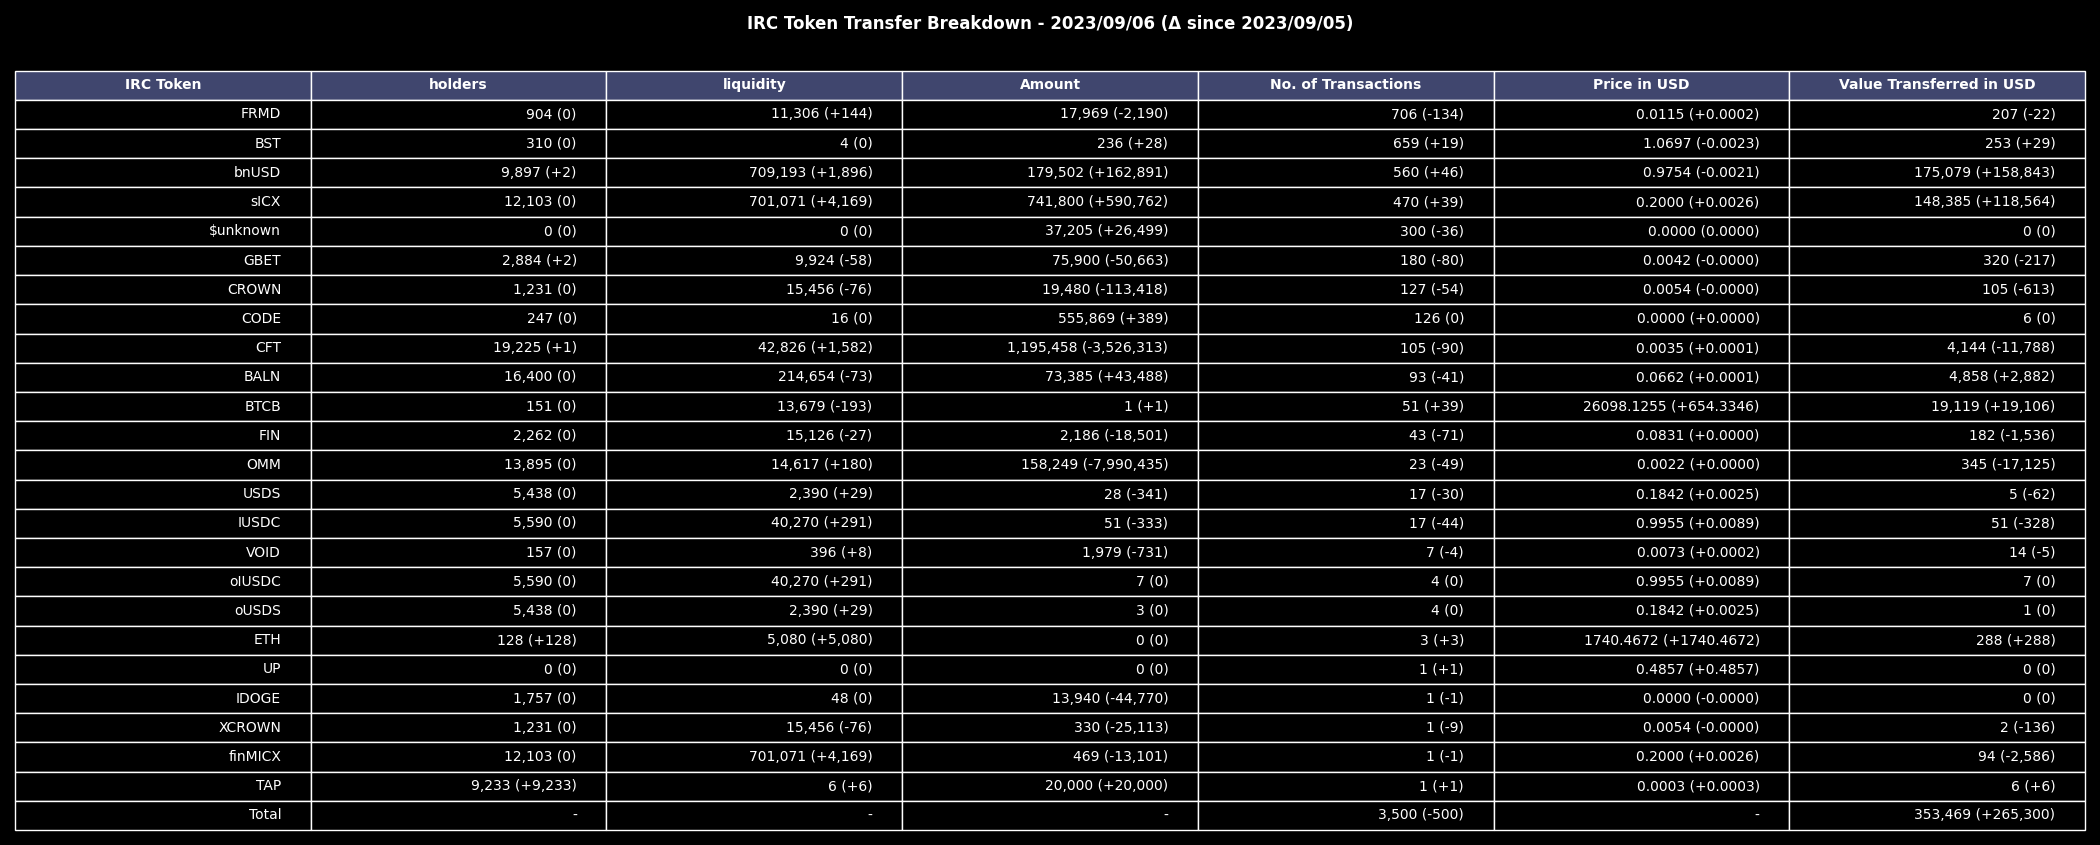 IRC Token Transfer Breakdown - 2023/09/06 (Δ since 2023/09/05)
IRC Token holders liquidity Amount No. of Transactions Price in USD Value Transferred in USD
FRMD 904 (0) 11,306 (+144) 17,969 (-2,190) 706 (-134) 0.0115 (+0.0002) 207 (-22)
BST 310 (0) 4 (0) 236 (+28) 659 (+19) 1.0697 (-0.0023) 253 (+29)
bnUSD 9,897 (+2) 709,193 (+1,896) 179,502 (+162,891) 560 (+46) 0.9754 (-0.0021) 175,079 (+158,843)
sICX 12,103 (0) 701,071 (+4,169) 741,800 (+590,762) 470 (+39) 0.2000 (+0.0026) 148,385 (+118,564)
$unknown 0 (0) 0 (0) 37,205 (+26,499) 300 (-36) 0.0000 (0.0000) 0 (0)
GBET 2,884 (+2) 9,924 (-58) 75,900 (-50,663) 180 (-80) 0.0042 (-0.0000) 320 (-217)
CROWN 1,231 (0) 15,456 (-76) 19,480 (-113,418) 127 (-54) 0.0054 (-0.0000) 105 (-613)
CODE 247 (0) 16 (0) 555,869 (+389) 126 (0) 0.0000 (+0.0000) 6 (0)
CFT 19,225 (+1) 42,826 (+1,582) 1,195,458 (-3,526,313) 105 (-90) 0.0035 (+0.0001) 4,144 (-11,788)
BALN 16,400 (0) 214,654 (-73) 73,385 (+43,488) 93 (-41) 0.0662 (+0.0001) 4,858 (+2,882)
BTCB 151 (0) 13,679 (-193) 1 (+1) 51 (+39) 26098.1255 (+654.3346) 19,119 (+19,106)
FIN 2,262 (0) 15,126 (-27) 2,186 (-18,501) 43 (-71) 0.0831 (+0.0000) 182 (-1,536)
OMM 13,895 (0) 14,617 (+180) 158,249 (-7,990,435) 23 (-49) 0.0022 (+0.0000) 345 (-17,125)
USDS 5,438 (0) 2,390 (+29) 28 (-341) 17 (-30) 0.1842 (+0.0025) 5 (-62)
IUSDC 5,590 (0) 40,270 (+291) 51 (-333) 17 (-44) 0.9955 (+0.0089) 51 (-328)
VOID 157 (0) 396 (+8) 1,979 (-731) 7 (-4) 0.0073 (+0.0002) 14 (-5)
oIUSDC 5,590 (0) 40,270 (+291) 7 (0) 4 (0) 0.9955 (+0.0089) 7 (0)
oUSDS 5,438 (0) 2,390 (+29) 3 (0) 4 (0) 0.1842 (+0.0025) 1 (0)
ETH 128 (+128) 5,080 (+5,080) 0 (0) 3 (+3) 1740.4672 (+1740.4672) 288 (+288)
UP 0 (0) 0 (0) 0 (0) 1 (+1) 0.4857 (+0.4857) 0 (0)
IDOGE 1,757 (0) 48 (0) 13,940 (-44,770) 1 (-1) 0.0000 (-0.0000) 0 (0)
XCROWN 1,231 (0) 15,456 (-76) 330 (-25,113) 1 (-9) 0.0054 (-0.0000) 2 (-136)
finMICX 12,103 (0) 701,071 (+4,169) 469 (-13,101) 1 (-1) 0.2000 (+0.0026) 94 (-2,586)
TAP 9,233 (+9,233) 6 (+6) 20,000 (+20,000) 1 (+1) 0.0003 (+0.0003) 6 (+6)
Total - - - 3,500 (-500) - 353,469 (+265,300)